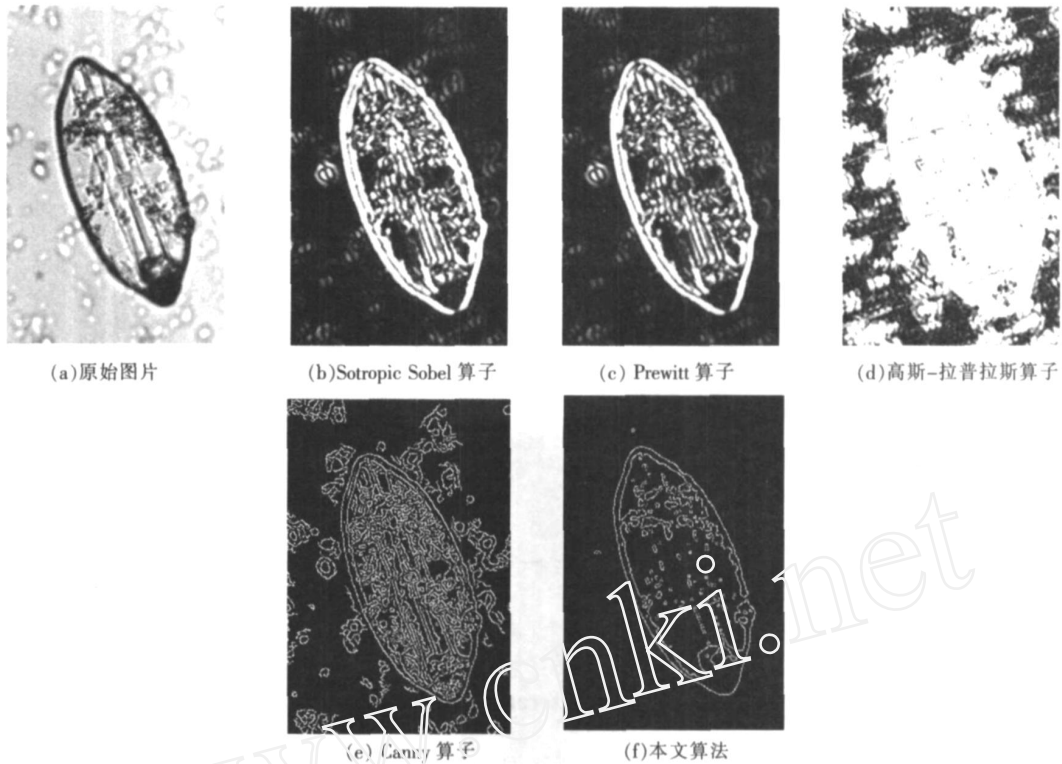 (a)原始图片
(b)Sotropic Sobel 算子
(c) Prewitt 算子
(d)高斯-拉普拉斯算子
(e) Canny 算子
(f)本文算法
www.cnki.net